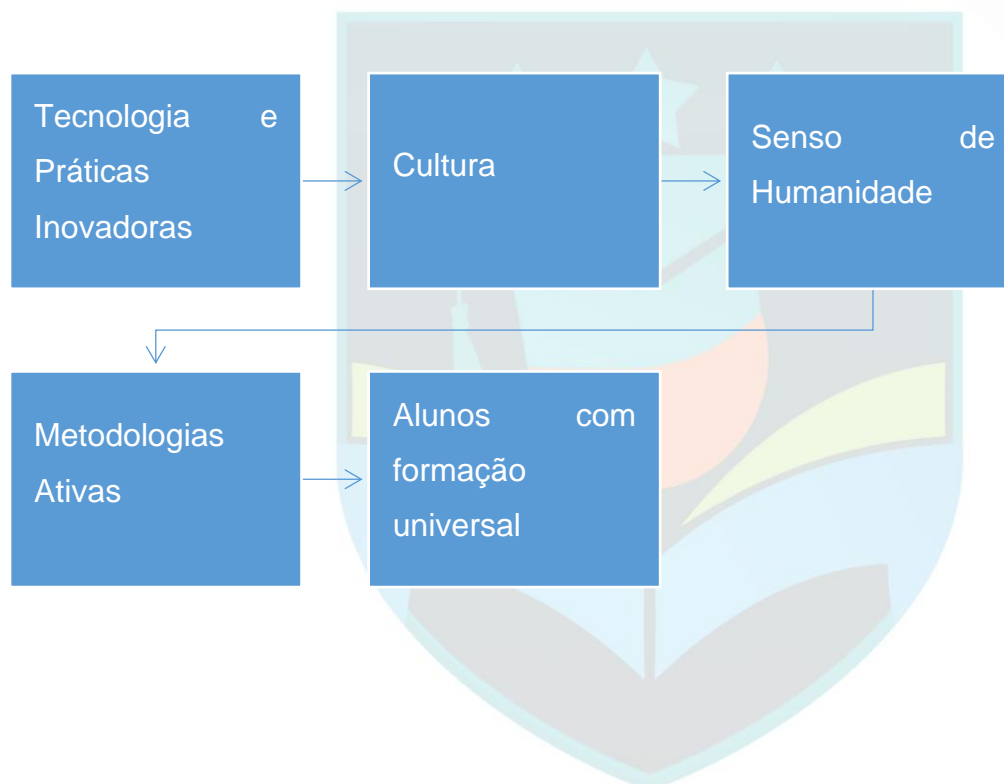 Tecnologia e
Práticas
Inovadoras
Cultura
Senso de
Humanidade
Metodologias
Ativas
Alunos com
formação
universal